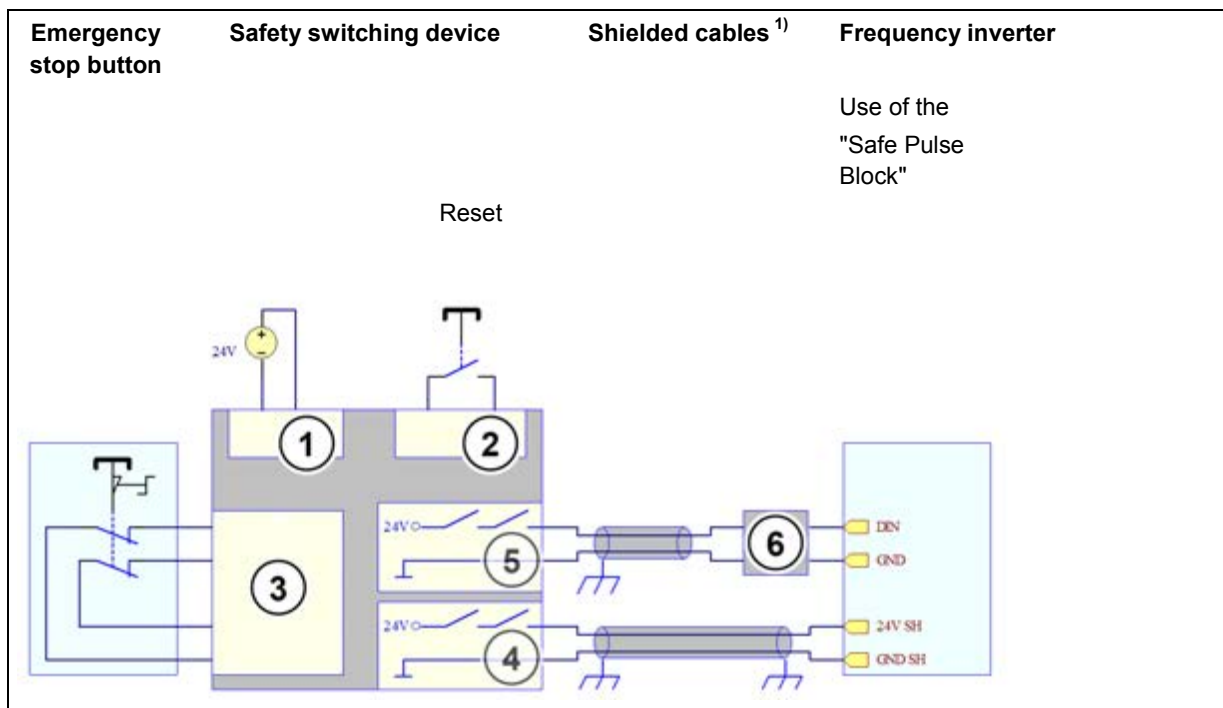 Emergency
stop button
Safety switching device
Shielded cables 1)
Frequency inverter
Use of the
"Safe Pulse
Block"
Reset
24V
+
−
1
2
3
24V
5
24V
4
6
DIN
GND
24V SH
GND SH